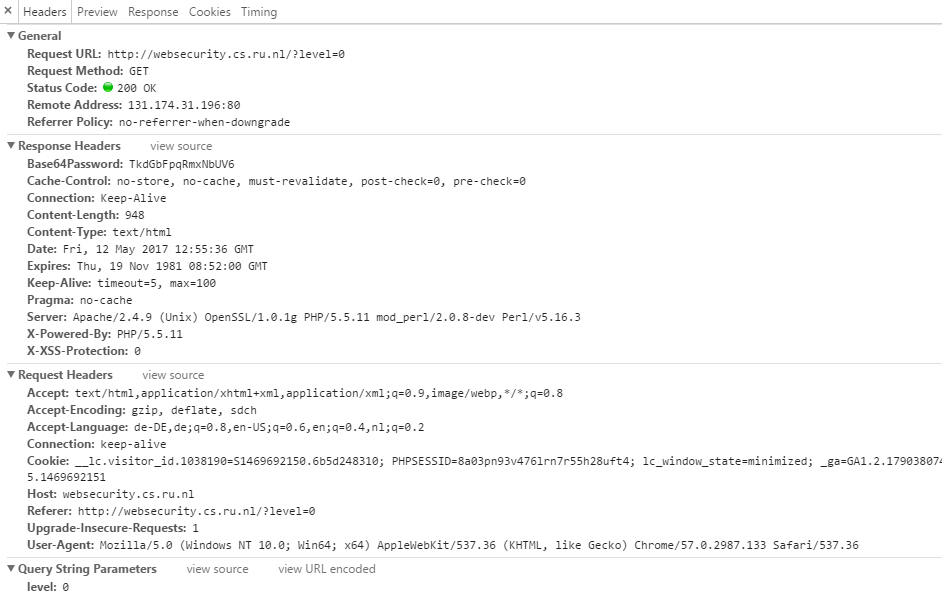 × Headers Preview Response Cookies Timing
▼ General
Request URL: http://websecurity.cs.ru.nl/?level=0
Request Method: GET
Status Code: 200 OK
Remote Address: 131.174.31.196:80
Referrer Policy: no-referrer-when-downgrade
▼ Response Headers view source
Base64Password: TkdGbFpqRmxNbUV6
Cache-Control: no-store, no-cache, must-revalidate, post-check=0, pre-check=0
Connection: Keep-Alive
Content-Length: 948
Content-Type: text/html
Date: Fri, 12 May 2017 12:55:36 GMT
Expires: Thu, 19 Nov 1981 08:52:00 GMT
Keep-Alive: timeout=5, max=100
Pragma: no-cache
Server: Apache/2.4.9 (Unix) OpenSSL/1.0.1g PHP/5.5.11 mod_perl/2.0.8-dev Perl/v5.16.3
X-Powered-By: PHP/5.5.11
X-XSS-Protection: 0
▼ Request Headers view source
Accept: text/html,application/xhtml+xml,application/xml;q=0.9,image/webp,*/*;q=0.8
Accept-Encoding: gzip, deflate, sdch
Accept-Language: de-DE,de;q=0.8,en-US;q=0.6,en;q=0.4,nl;q=0.2
Connection: keep-alive
Cookie: __lc.visitor_id.1038190=S1469692150.6b5d248310; PHPSESSID=8a03pn93v476lrn7r55h28uft4; lc_window_state=minimized; _ga=GA1.2.179038074
5.1469692151
Host: websecurity.cs.ru.nl
Referer: http://websecurity.cs.ru.nl/?level=0
Upgrade-Insecure-Requests: 1
User-Agent: Mozilla/5.0 (Windows NT 10.0; Win64; x64) AppleWebKit/537.36 (KHTML, like Gecko) Chrome/57.0.2987.133 Safari/537.36
▼ Query String Parameters view source view URL encoded
level: 0